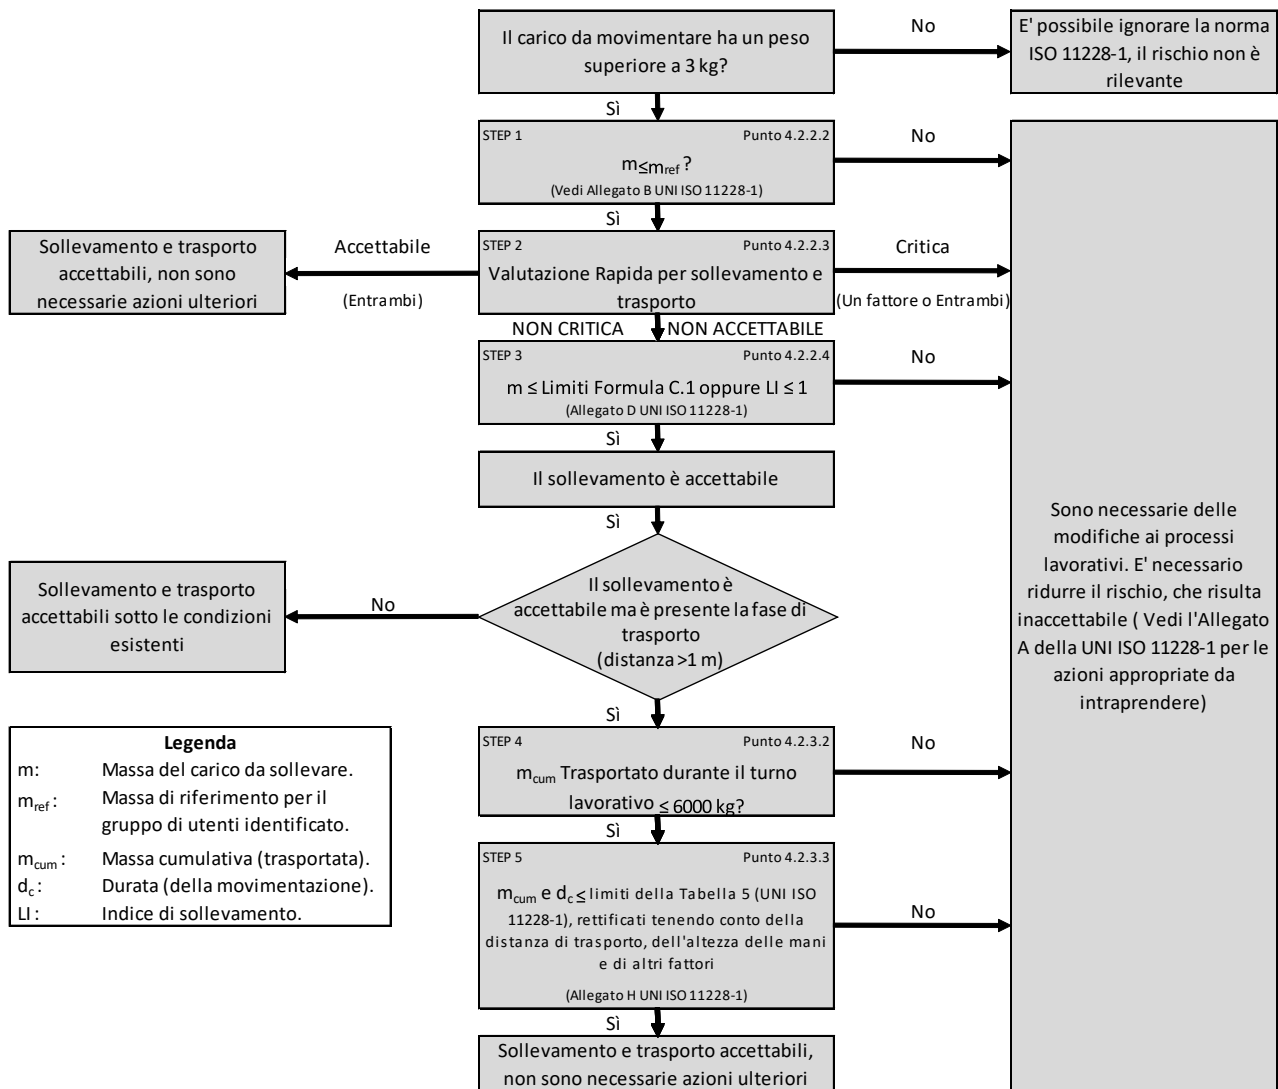 Il carico da movimentare ha un peso
superiore a 3 kg?
No
E' possibile ignorare la norma
ISO 11228-1, il rischio non è
rilevante
Sì
STEP 1
Punto 4.2.2.2
m≤mref ?
(Vedi Allegato B UNI ISO 11228-1)
No
Sì
STEP 2
Punto 4.2.2.3
Valutazione Rapida per sollevamento e
trasporto
Accettabile
(Entrambi)
Sollevamento e trasporto
accettabili, non sono
necessarie azioni ulteriori
Critica
(Un fattore o Entrambi)
NON CRITICA
NON ACCETTABILE
STEP 3
Punto 4.2.2.4
m ≤ Limiti Formula C.1 oppure LI ≤ 1
(Allegato D UNI ISO 11228-1)
No
Sì
Il sollevamento è accettabile
Sì
Il sollevamento è
accettabile ma è presente la fase di
trasporto
(distanza >1 m)
No
Sollevamento e trasporto
accettabili sotto le condizioni
esistenti
Sono necessarie delle
modifiche ai processi
lavorativi. E' necessario
ridurre il rischio, che risulta
inaccettabile ( Vedi l'Allegato
A della UNI ISO 11228-1 per le
azioni appropriate da
intraprendere)
Sì
STEP 4
Punto 4.2.3.2
mcum Trasportato durante il turno
lavorativo ≤ 6000 kg?
No
Sì
STEP 5
Punto 4.2.3.3
mcum e dc ≤ limiti della Tabella 5 (UNI ISO
11228-1), rettificati tenendo conto della
distanza di trasporto, dell'altezza delle mani
e di altri fattori
(Allegato H UNI ISO 11228-1)
No
Sì
Sollevamento e trasporto accettabili,
non sono necessarie azioni ulteriori
Legenda
m: Massa del carico da sollevare.
mref : Massa di riferimento per il
gruppo di utenti identificato.
mcum : Massa cumulativa (trasportata).
dc : Durata (della movimentazione).
LI : Indice di sollevamento.